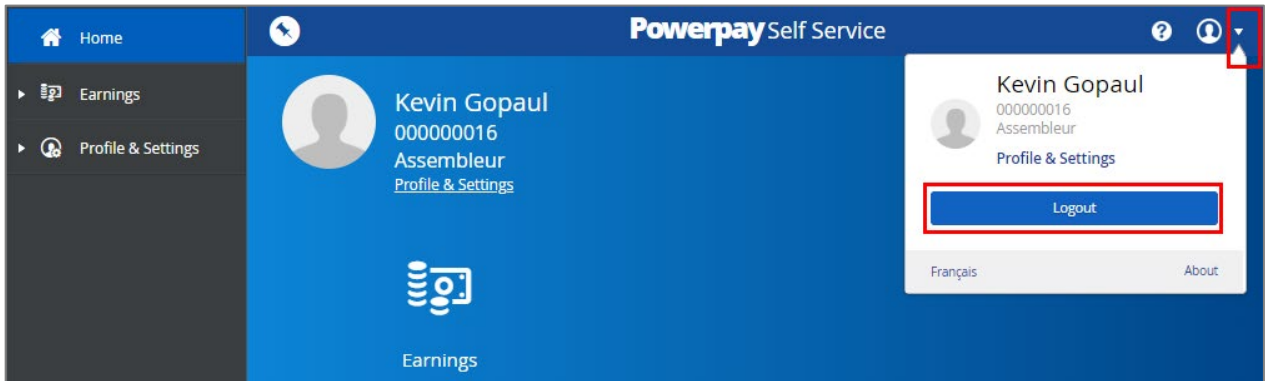 Home
Earnings
Profile & Settings
Powerpay Self Service
Kevin Gopaul
000000016
Assembleur
Profile & Settings
Earnings
Kevin Gopaul
000000016
Assembleur
Profile & Settings
Logout
Français
About